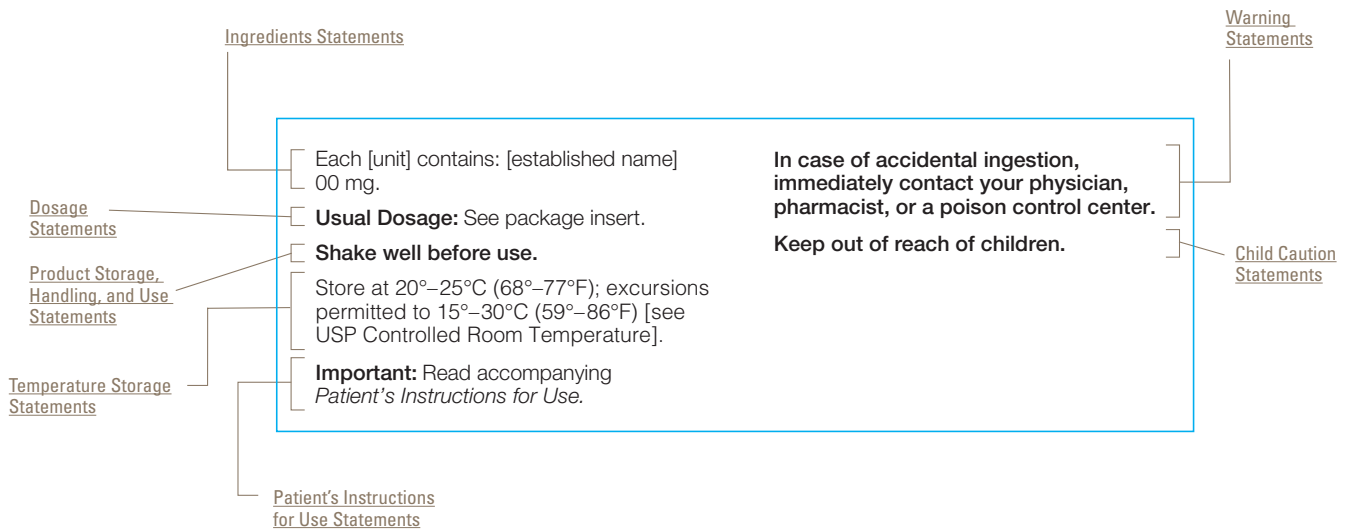 Warning
Statements
Ingredients Statements
Each [unit] contains: [established name]
00 mg.
Usual Dosage: See package insert.
Shake well before use.
Store at 20°–25°C (68°–77°F); excursions
permitted to 15°–30°C (59°–86°F) [see
USP Controlled Room Temperature].
Important: Read accompanying
Patient’s Instructions for Use.
In case of accidental ingestion,
immediately contact your physician,
pharmacist, or a poison control center.
Keep out of reach of children.
Dosage
Statements
Product Storage,
Handling, and Use
Statements
Temperature Storage
Statements
Child Caution
Statements
Patient’s Instructions
for Use Statements